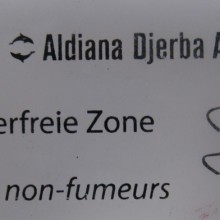 Aldiana Djerba A
erfreie Zone
non-fumeurs